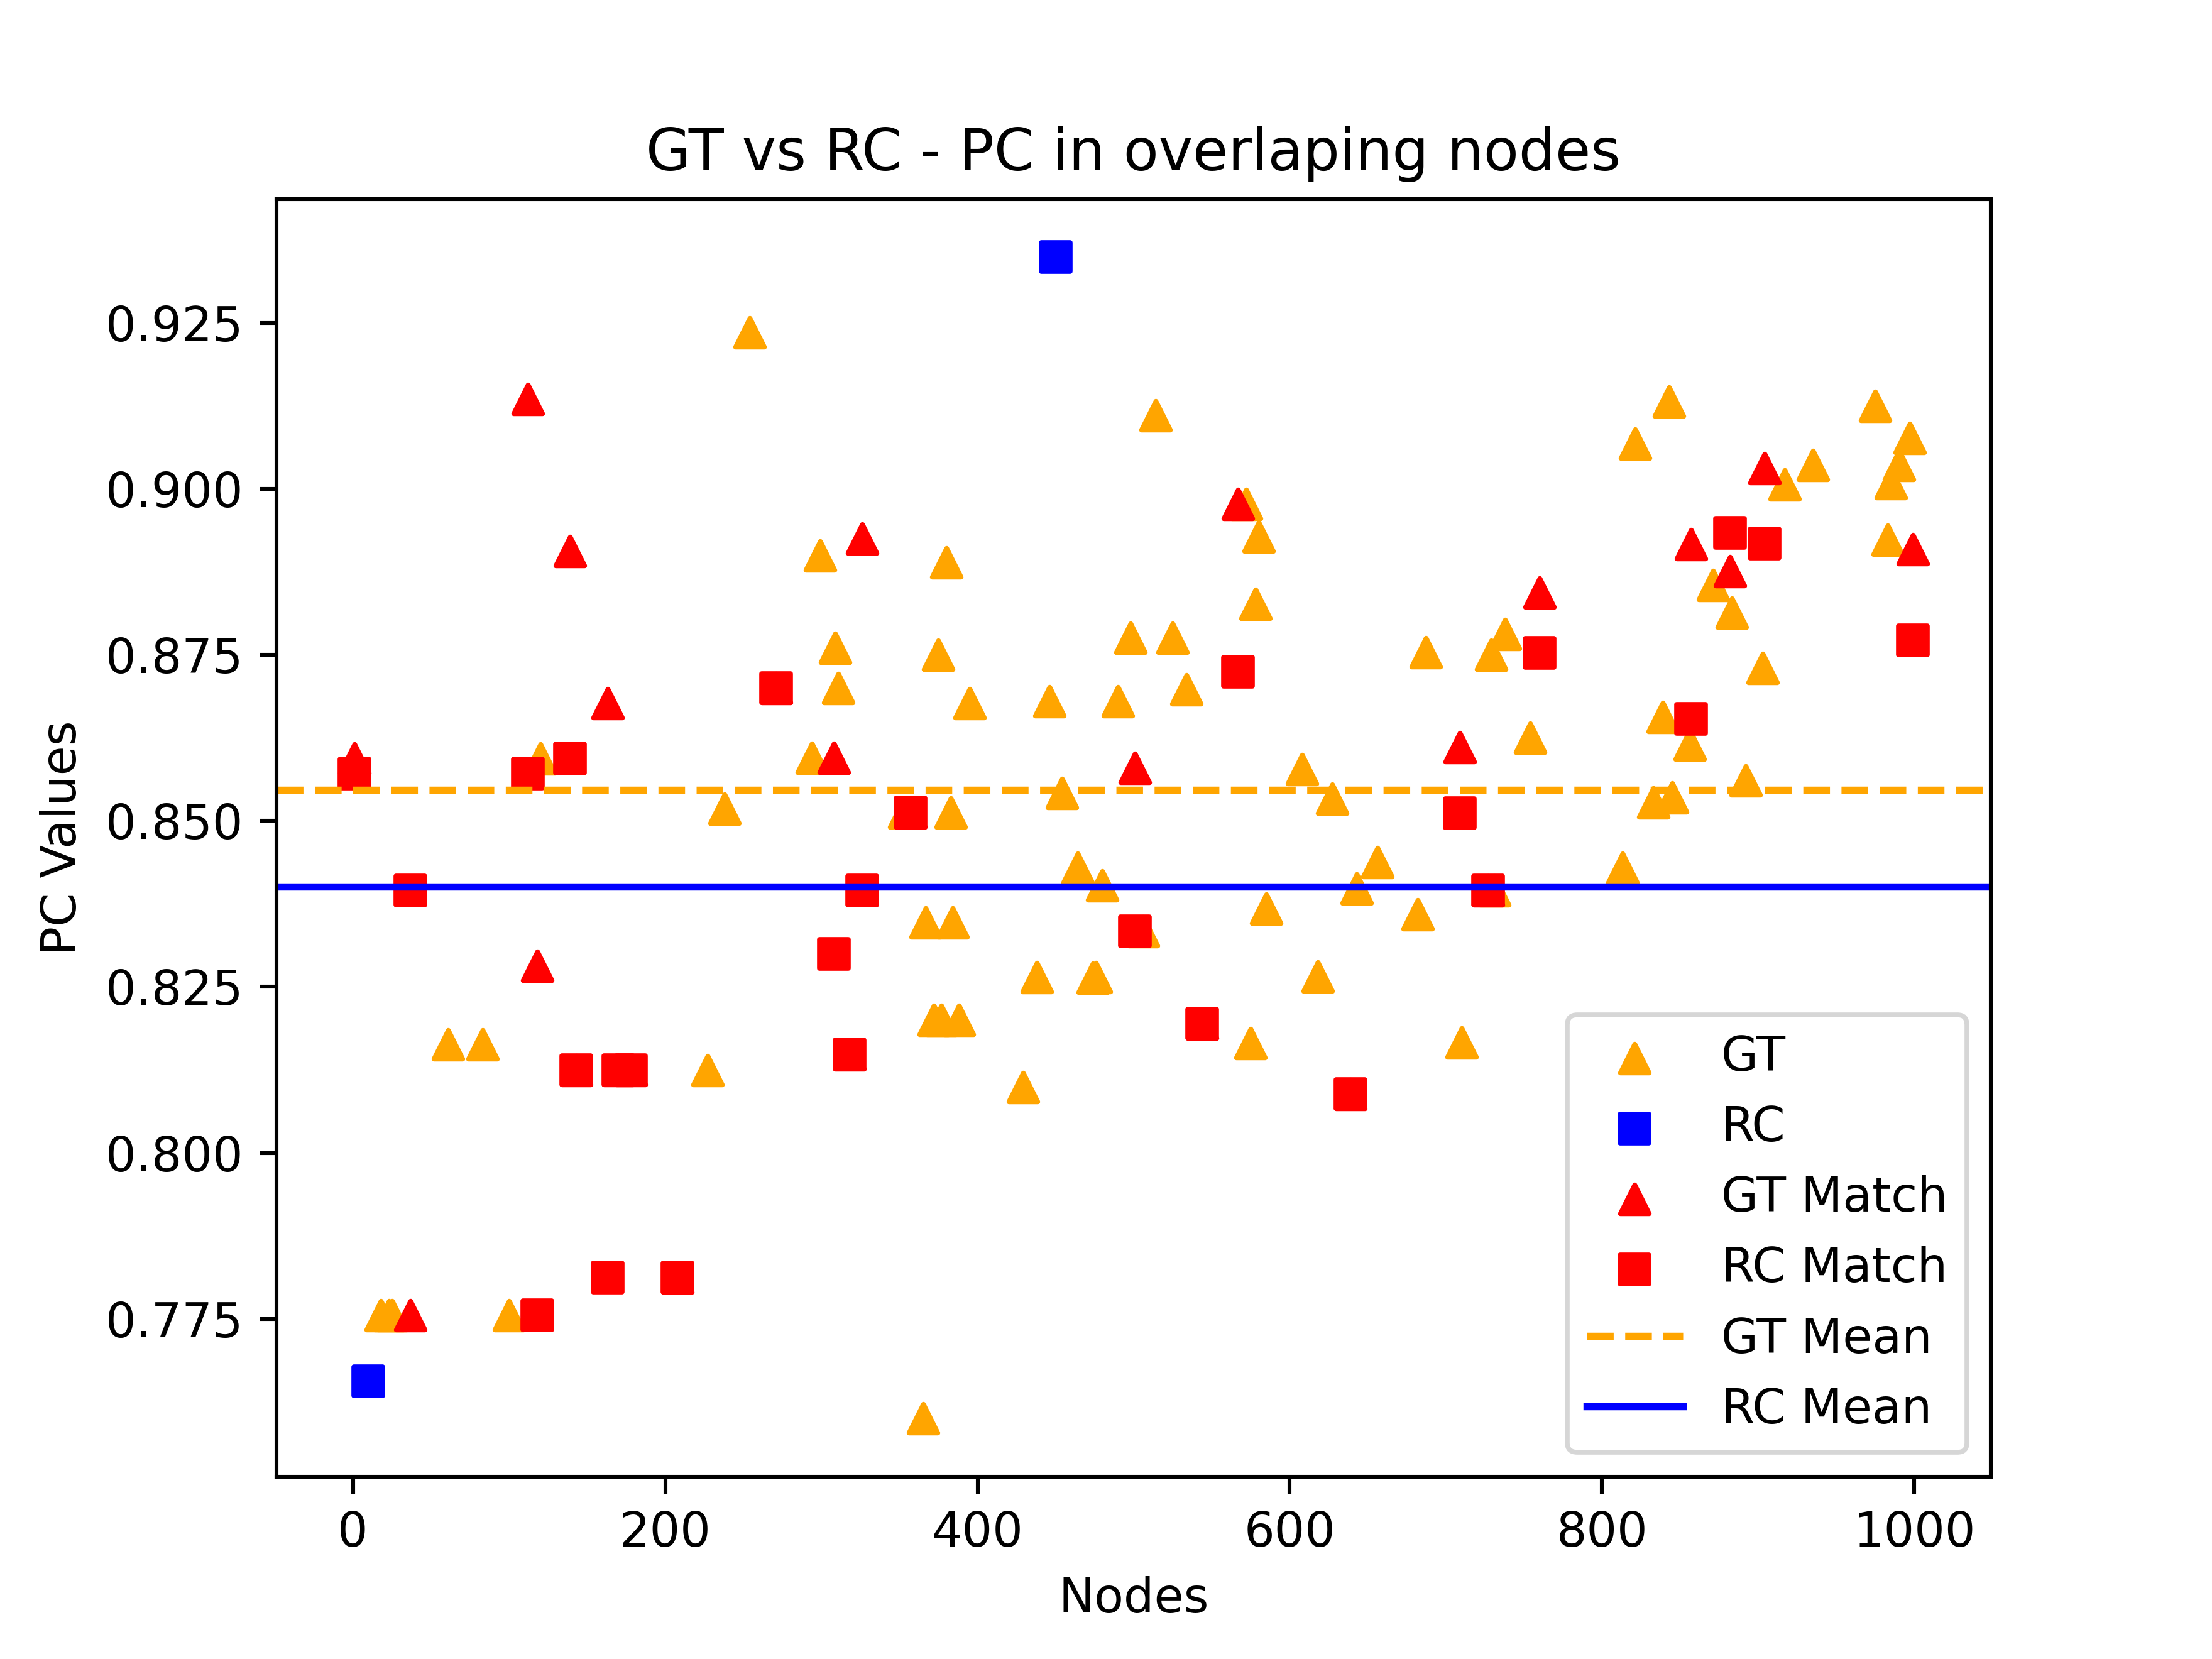 GT vs RC - PC in overlaping nodes
PC Values
0.925
0.900
0.875
0.850
0.825
0.800
0.775
GT
RC
GT Match
RC Match
GT Mean
RC Mean
0 200 400 600 800 1000
Nodes